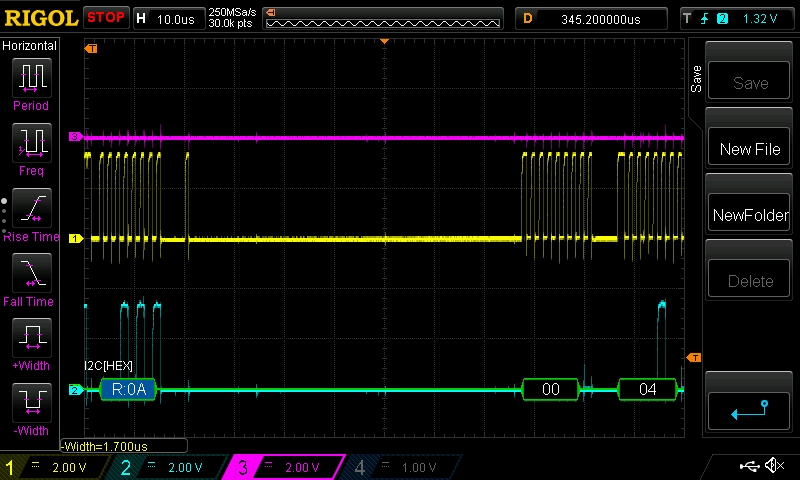 RIGOL STOP H 10.0us 250MSa/s 30.0k pts D 345.200000us T 2 1.32 V
Horizontal
Period
Freq
Rise Time
Fall Time
+Width
-Width
T
3
1
I2C[HEX]
2 R:0A 00 04
T
-Width=1.700us
Save
Save
New File
NewFolder
Delete
1 = 2.00 V 2 = 2.00 V 3 = 2.00 V 4 = 1.00 V